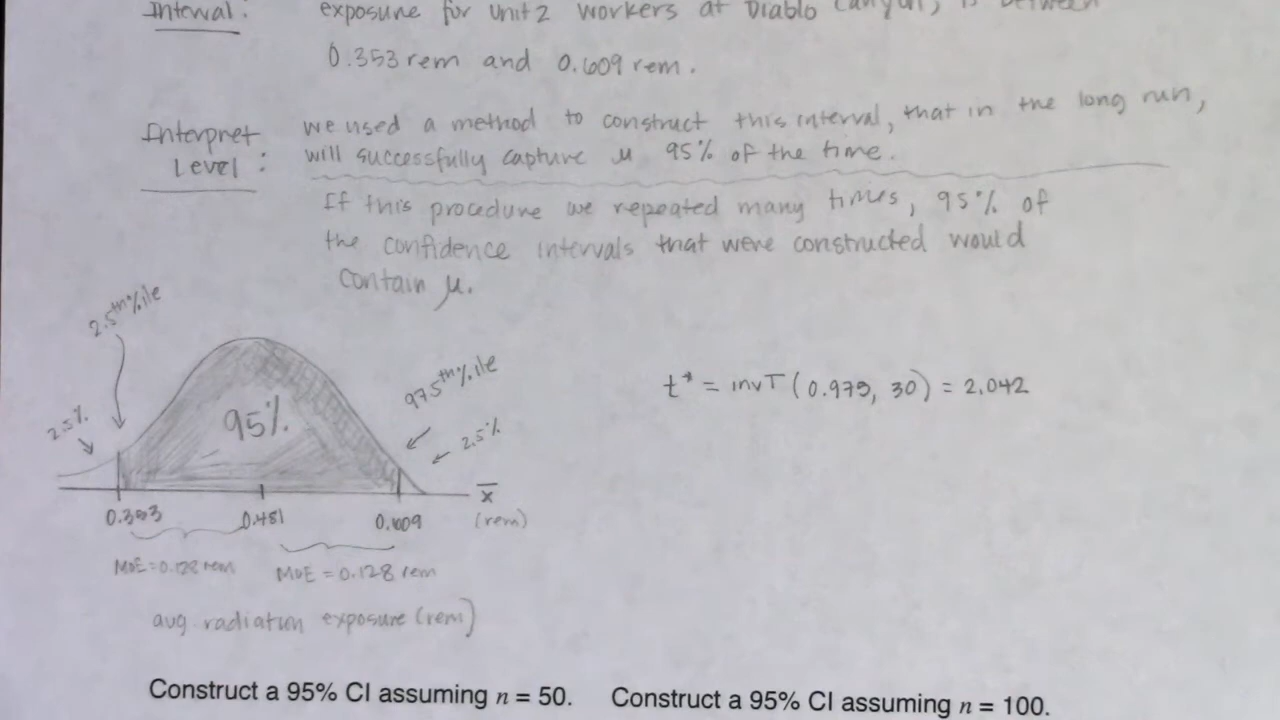 Interval: exposure for unit 2 workers at Diablo Canyon, is between
0.353 rem and 0.609 rem.
Interpret we used a method to construct this interval, that in the long run,
Level: will successfully capture μ 95% of the time.
If this procedure we repeated many times, 95% of
the confidence intervals that were constructed would
contain μ.
2.5th%ile
97.5th%ile
t* = invT(0.975, 30) = 2.042
2.5%
95%
2.5%
0.353 0.481 0.609 x̄
(rem)
MOE=0.128 rem MOE = 0.128 rem
avg radiation exposure (rem)
Construct a 95% CI assuming n = 50. Construct a 95% CI assuming n = 100.